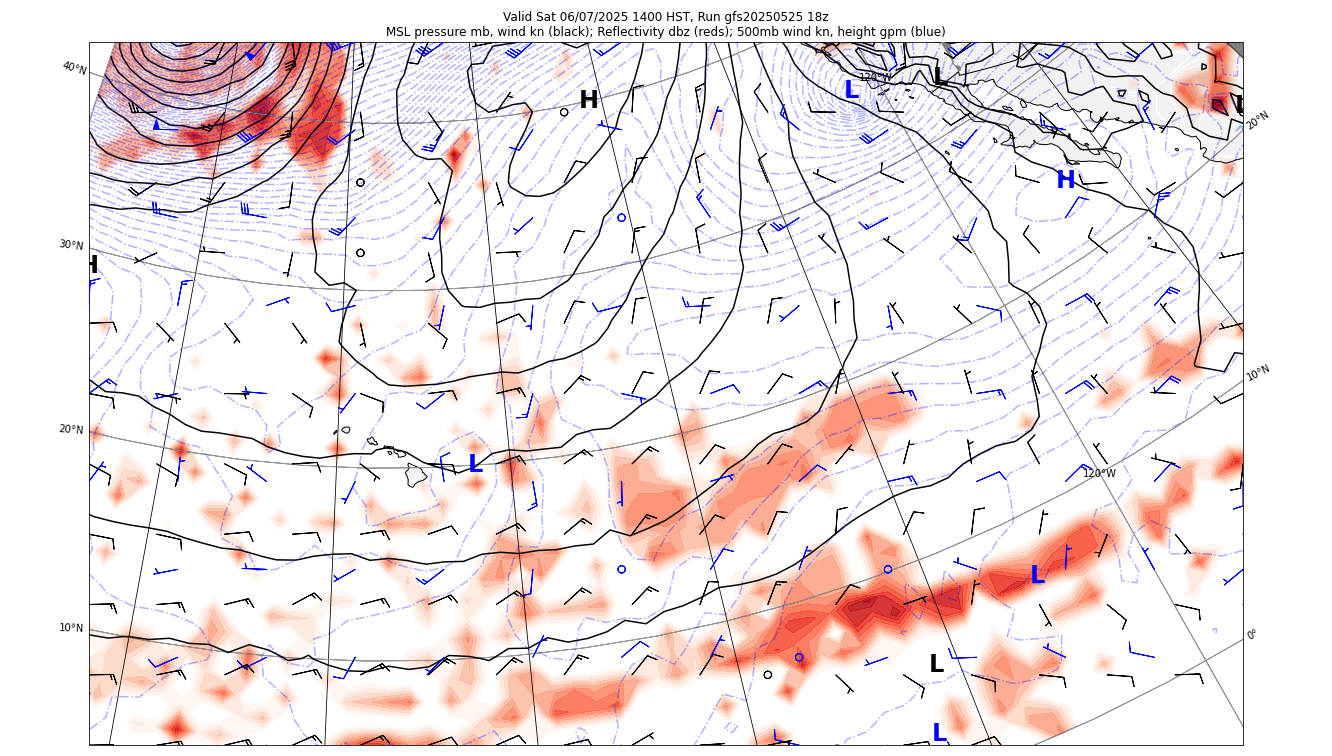 Valid Sat 06/07/2025 1400 HST, Run gfs20250525 18z
MSL pressure mb, wind kn (black); Reflectivity dbz (reds); 500mb wind kn, height gpm (blue)
40°N
H
L
120°W
L
L
20°N
H
30°N
H
10°N
20°N
L
120°W
L
10°N
0°
L
L